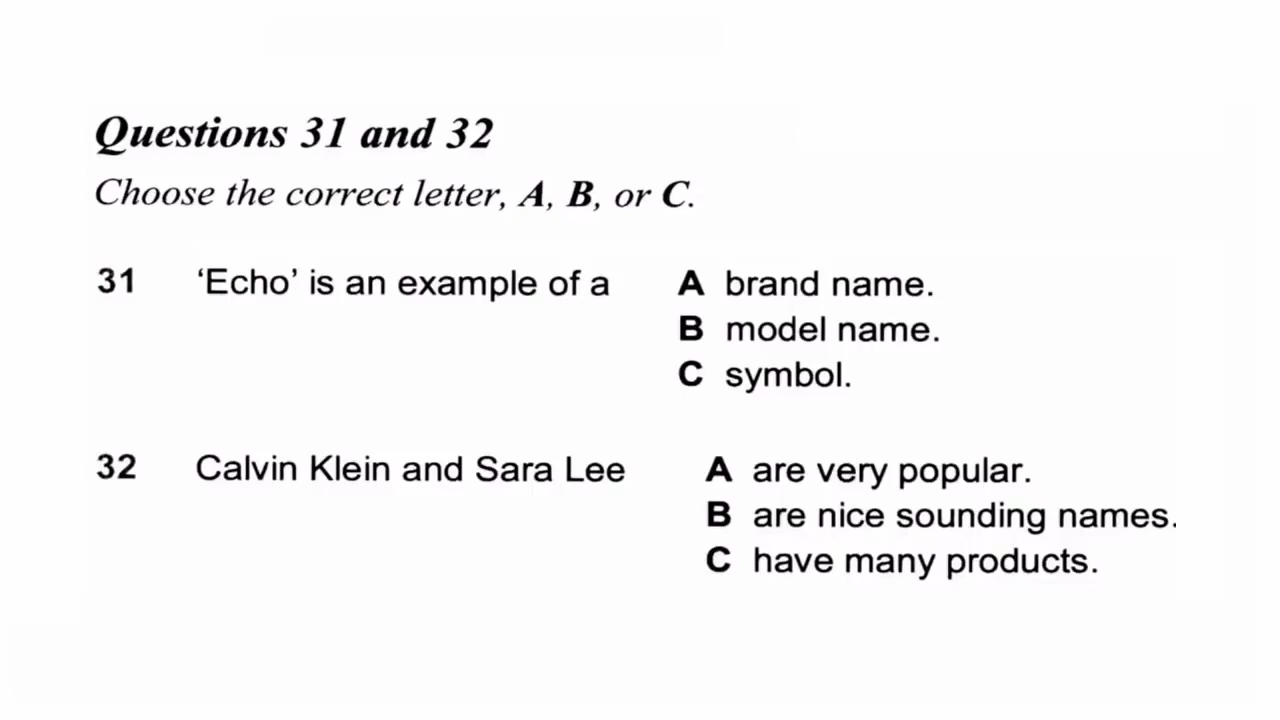 Questions 31 and 32
Choose the correct letter, A, B, or C.
31 ‘Echo’ is an example of a A brand name.
B model name.
C symbol.
32 Calvin Klein and Sara Lee A are very popular.
B are nice sounding names.
C have many products.